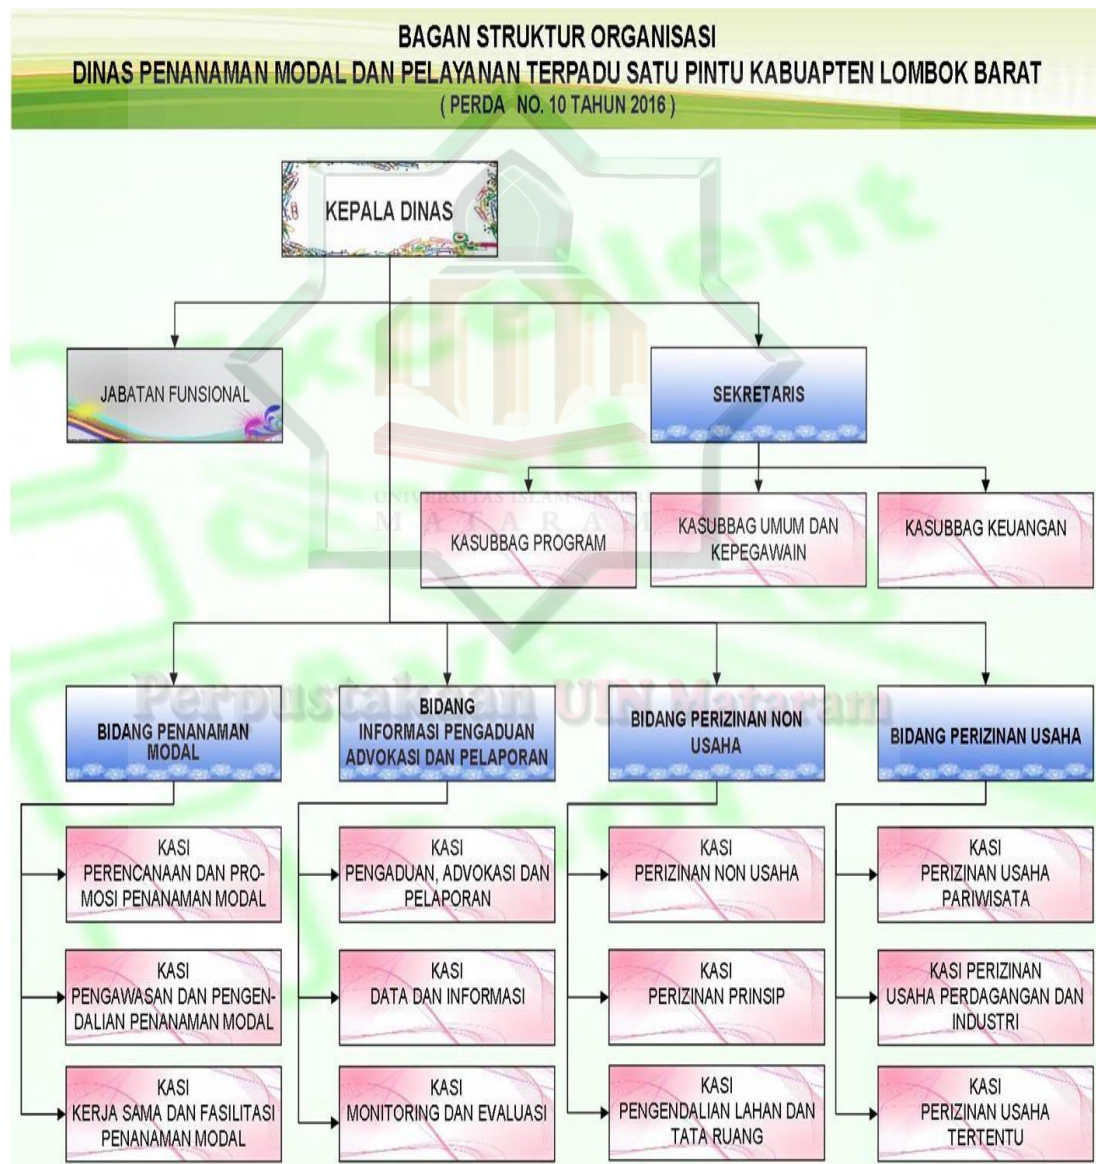 BAGAN STRUKTUR ORGANISASI
DINAS PENANAMAN MODAL DAN PELAYANAN TERPADU SATU PINTU KABUAPTEN LOMBOK BARAT
( PERDA NO. 10 TAHUN 2016 )
KEPALA DINAS
JABATAN FUNSIONAL
SEKRETARIS
UNIVERSITAS ISLAM NEGERI
MATARAM
KASUBBAG PROGRAM
KASUBBAG UMUM DAN
KEPEGAWAIN
KASUBBAG KEUANGAN
Perpustakaan UIN Mataram
BIDANG PENANAMAN
MODAL
BIDANG
INFORMASI PENGADUAN
ADVOKASI DAN PELAPORAN
BIDANG PERIZINAN NON
USAHA
BIDANG PERIZINAN USAHA
KASI
PERENCANAAN DAN PRO-
MOSI PENANAMAN MODAL
KASI
PENGADUAN, ADVOKASI DAN
PELAPORAN
KASI
PERIZINAN NON USAHA
KASI
PERIZINAN USAHA
PARIWISATA
KASI
PENGAWASAN DAN PENGEN-
DALIAN PENANAMAN MODAL
KASI
DATA DAN INFORMASI
KASI
PERIZINAN PRINSIP
KASI PERIZINAN
USAHA PERDAGANGAN DAN
INDUSTRI
KASI
KERJA SAMA DAN FASILITASI
PENANAMAN MODAL
KASI
MONITORING DAN EVALUASI
KASI
PENGENDALIAN LAHAN DAN
TATA RUANG
KASI
PERIZINAN USAHA
TERTENTU